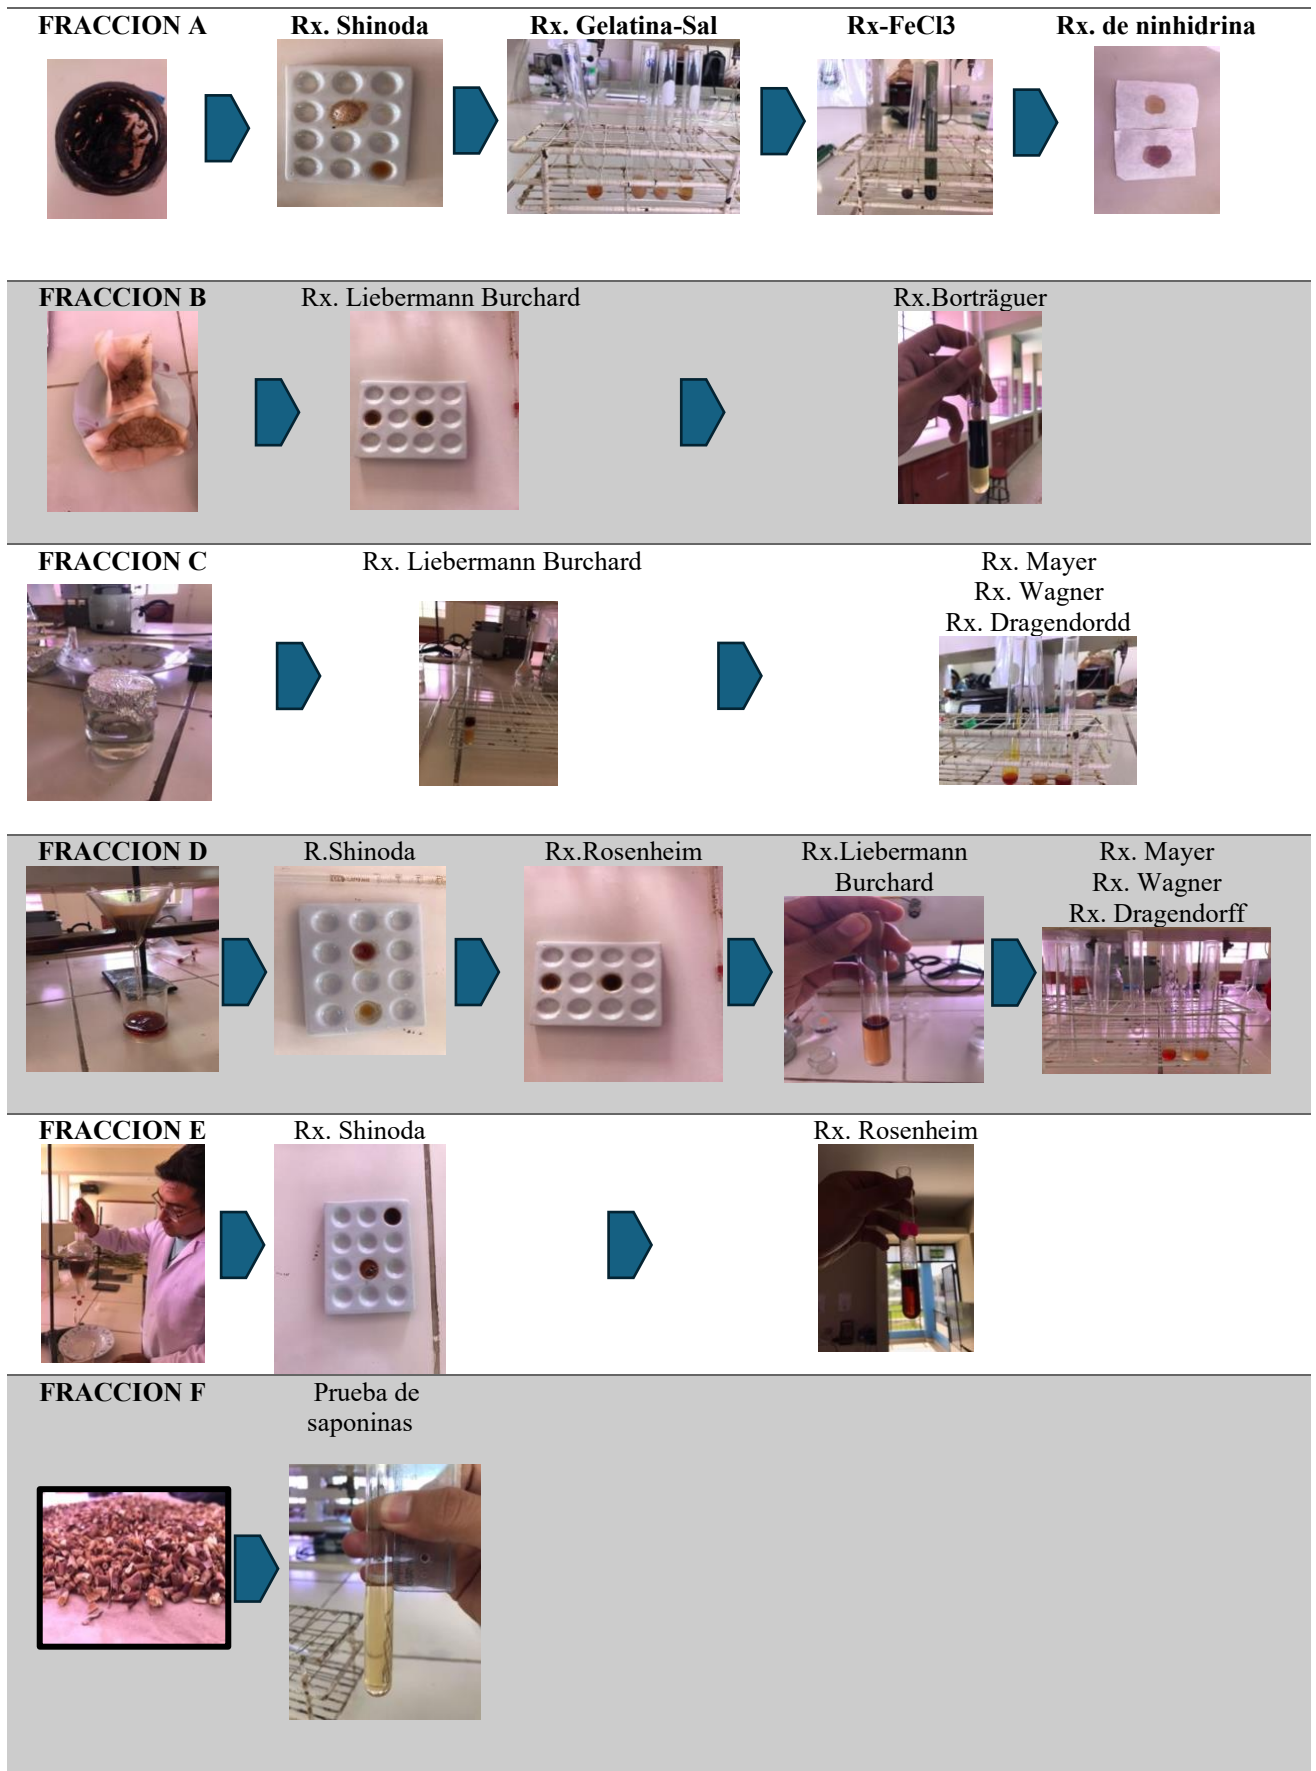 FRACCION A
Rx. Shinoda
Rx. Gelatina-Sal
Rx-FeCl3
Rx. de ninhidrina
FRACCION B
Rx. Liebermann Burchard
Rx.Borträguer
FRACCION C
Rx. Liebermann Burchard
Rx. Mayer
Rx. Wagner
Rx. Dragendordd
FRACCION D
R.Shinoda
Rx.Rosenheim
Rx.Liebermann
Burchard
Rx. Mayer
Rx. Wagner
Rx. Dragendorff
FRACCION E
Rx. Shinoda
Rx. Rosenheim
FRACCION F
Prueba de
saponinas